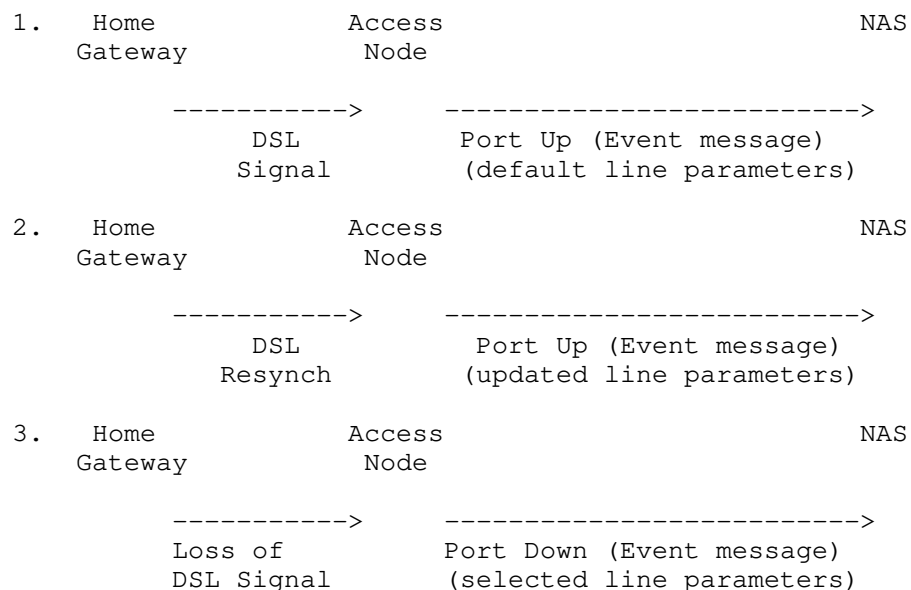 1.   Home              Access                          NAS
    Gateway             Node
          ----------->     -------------------------->
               DSL          Port Up (Event message)
              Signal        (default line parameters)
2.   Home              Access                          NAS
    Gateway             Node
          ----------->     -------------------------->
               DSL           Port Up (Event message)
             Resynch        (updated line parameters)
3.   Home              Access                          NAS
    Gateway             Node
          ----------->     -------------------------->
          Loss of          Port Down (Event message)
          DSL Signal       (selected line parameters)